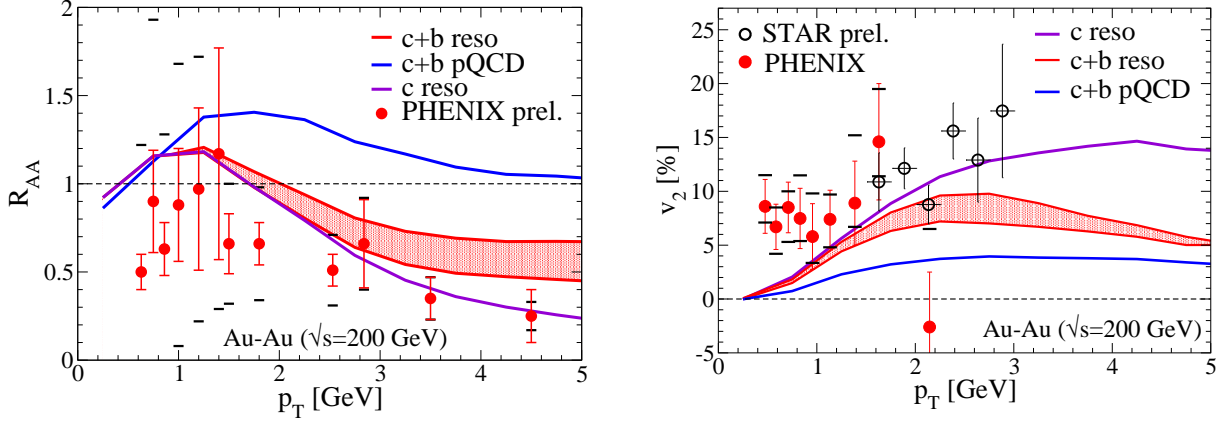 2
1.5
1
0.5
0
R_AA
c+b reso
c+b pQCD
c reso
PHENIX prel.
Au-Au (√s=200 GeV)
0 1 2 3 4 5
p_T [GeV]
25
20
15
10
5
0
-5
v_2 [%]
STAR prel.
PHENIX
c reso
c+b reso
c+b pQCD
Au-Au (√s=200 GeV)
0 1 2 3 4 5
p_T [GeV]